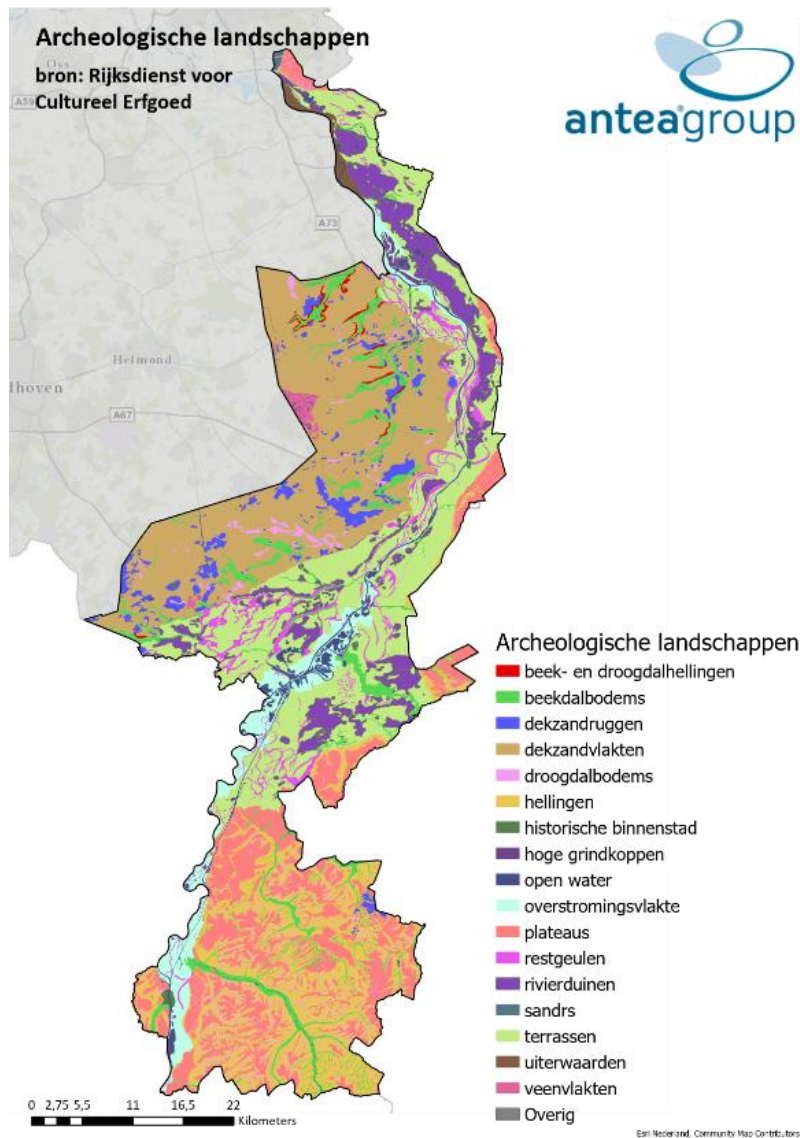 Archeologische landschappen
bron: Rijksdienst voor
Cultureel Erfgoed
anteagroup
Oss
A59
A73
Helmond
dhoven
A67
Archeologische landschappen
beek- en droogdalhellingen
beekdalbodems
dekzandruggen
dekzandvlakten
droogdalbodems
hellingen
historische binnenstad
hoge grindkoppen
open water
overstromingsvlakte
plateaus
restgeulen
rivierduinen
sandrs
terrassen
uiterwaarden
veenvlakten
Overig
0 2,75 5,5 11 16,5 22
Kilometers
Esri Nederland, Community Map Contributors